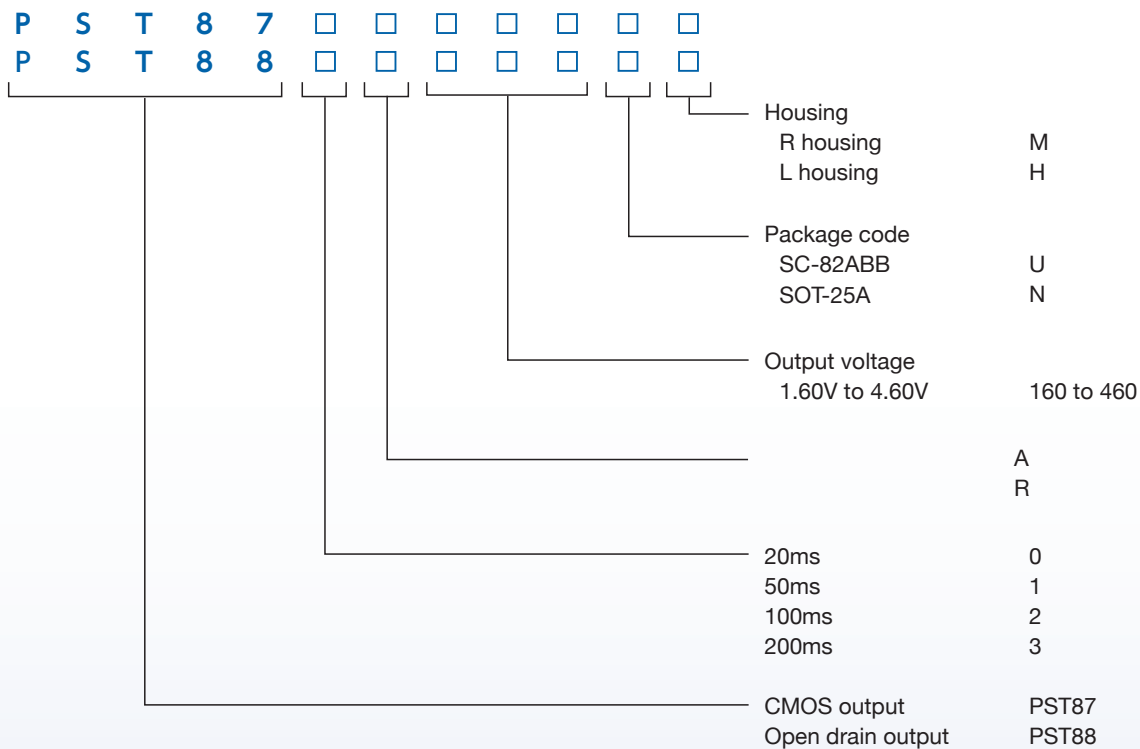 P S T 8 7 □ □ □ □ □ □ □
P S T 8 8 □ □ □ □ □ □ □
Housing
R housing M
L housing H
Package code
SC-82ABB U
SOT-25A N
Output voltage
1.60V to 4.60V 160 to 460
A
R
20ms 0
50ms 1
100ms 2
200ms 3
CMOS output PST87
Open drain output PST88